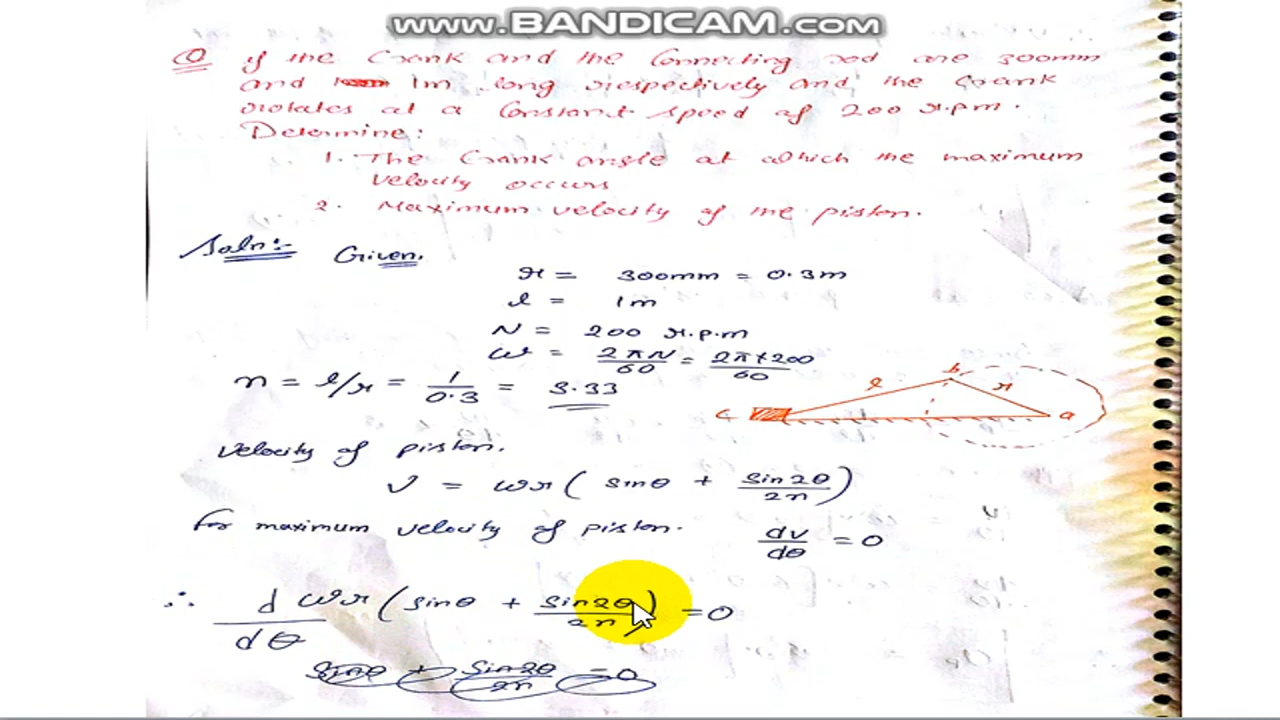 www.BANDICAM.com
Q If the Crank and the Connecting rod are 300mm
and 1m long respectively and the Crank
rotates at a Constant speed of 200 r.p.m.
Determine:
1. The Crank angle at which the maximum
velocity occurs
2. Maximum velocity of the piston.
Soln:- Given.
r = 300mm = 0.3m
l = 1m
N = 200 r.p.m
ω = 2πN/60 = 2π×200/60
n = l/r = 1/0.3 = 3.33
l b r
c a
velocity of piston.
v = ωr ( sinθ + sin2θ/2n )
For maximum velocity of piston. dv/dθ = 0
∴ d/dθ ωr ( sinθ + sin2θ/2n ) = 0
sinθ + sin2θ/2n = 0